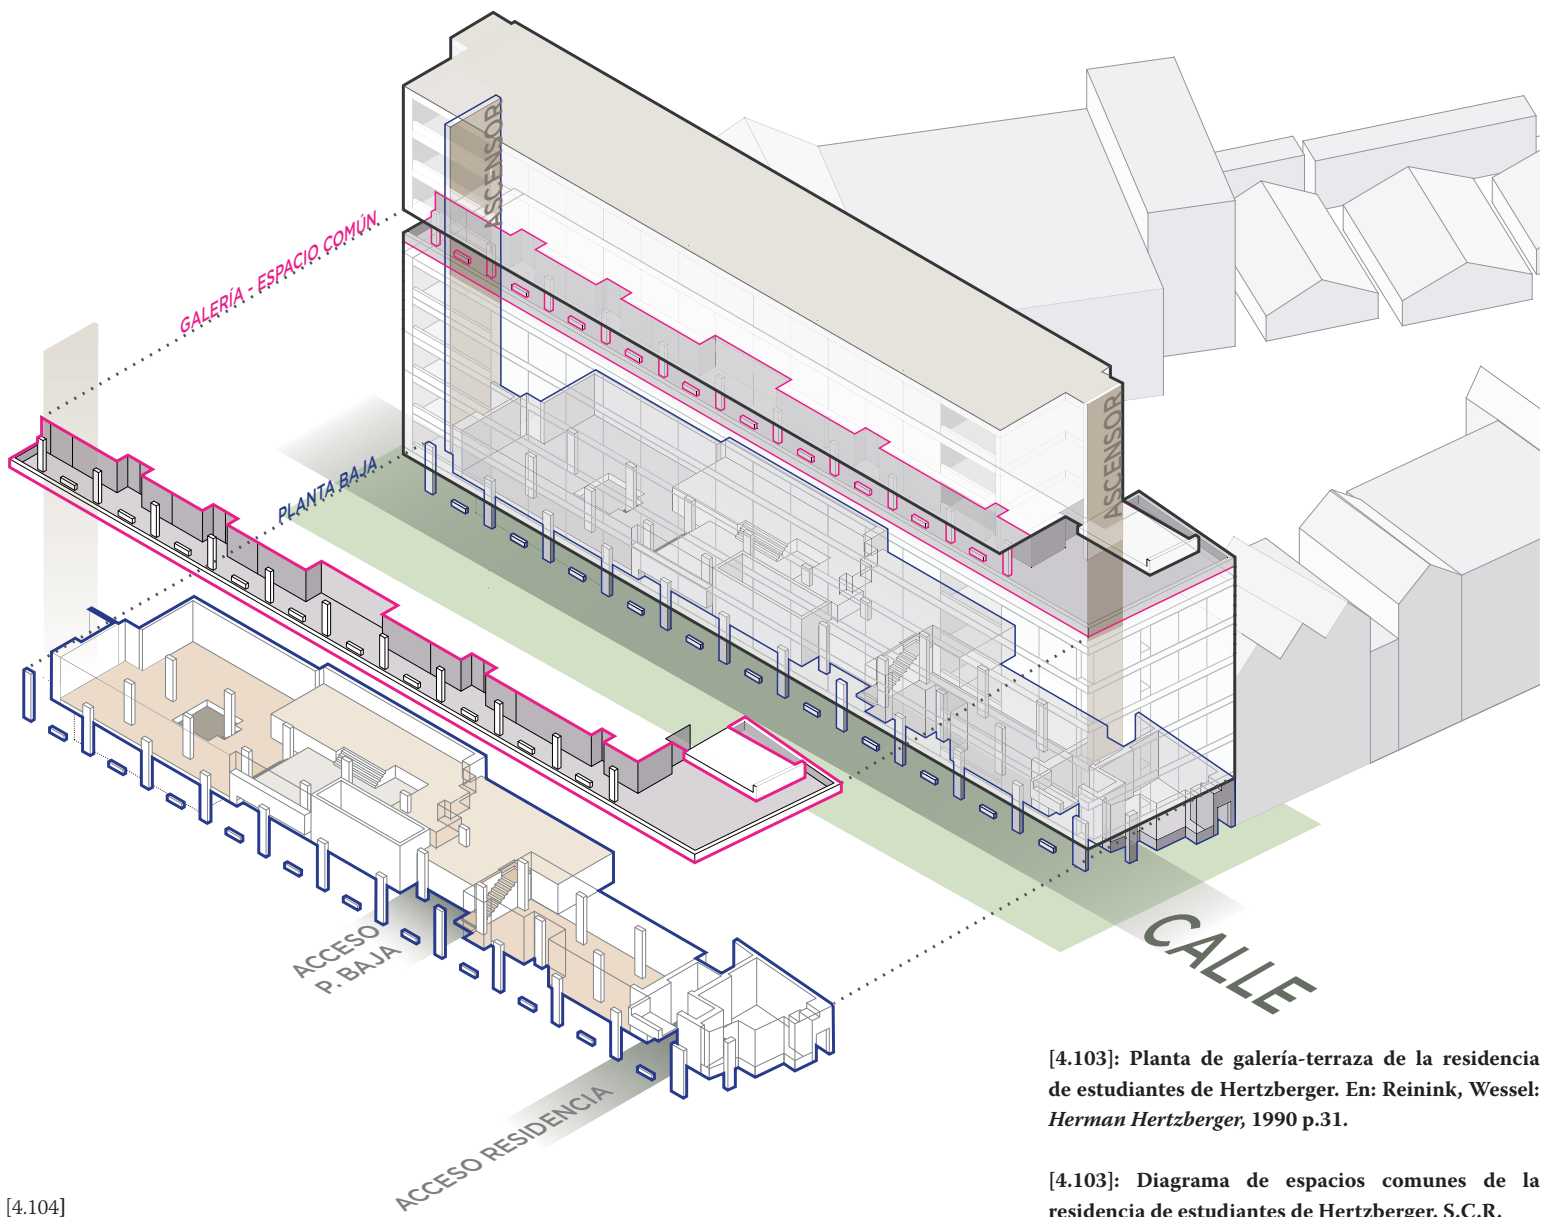 ASCENSOR
GALERÍA - ESPACIO COMÚN
PLANTA BAJA
ASCENSOR
ACCESO
P. BAJA
CALLE
ACCESO RESIDENCIA
[4.103]: Planta de galería-terraza de la residencia
de estudiantes de Hertzberger. En: Reinink, Wessel:
Herman Hertzberger, 1990 p.31.
[4.103]: Diagrama de espacios comunes de la
residencia de estudiantes de Hertzberger. S.C.R.
[4.104]